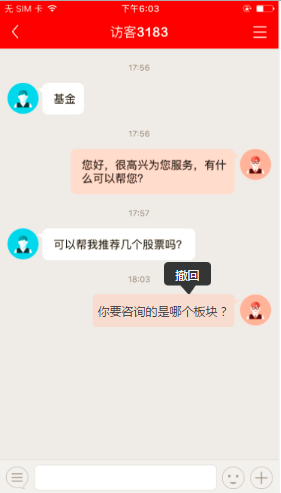 无 SIM 卡 下午6:03
访客3183
17:56
基金
17:56
您好，很高兴为您服务，有什
么可以帮您?
17:57
可以帮我推荐几个股票吗?
18:03
撤回
你要咨询的是哪个板块？